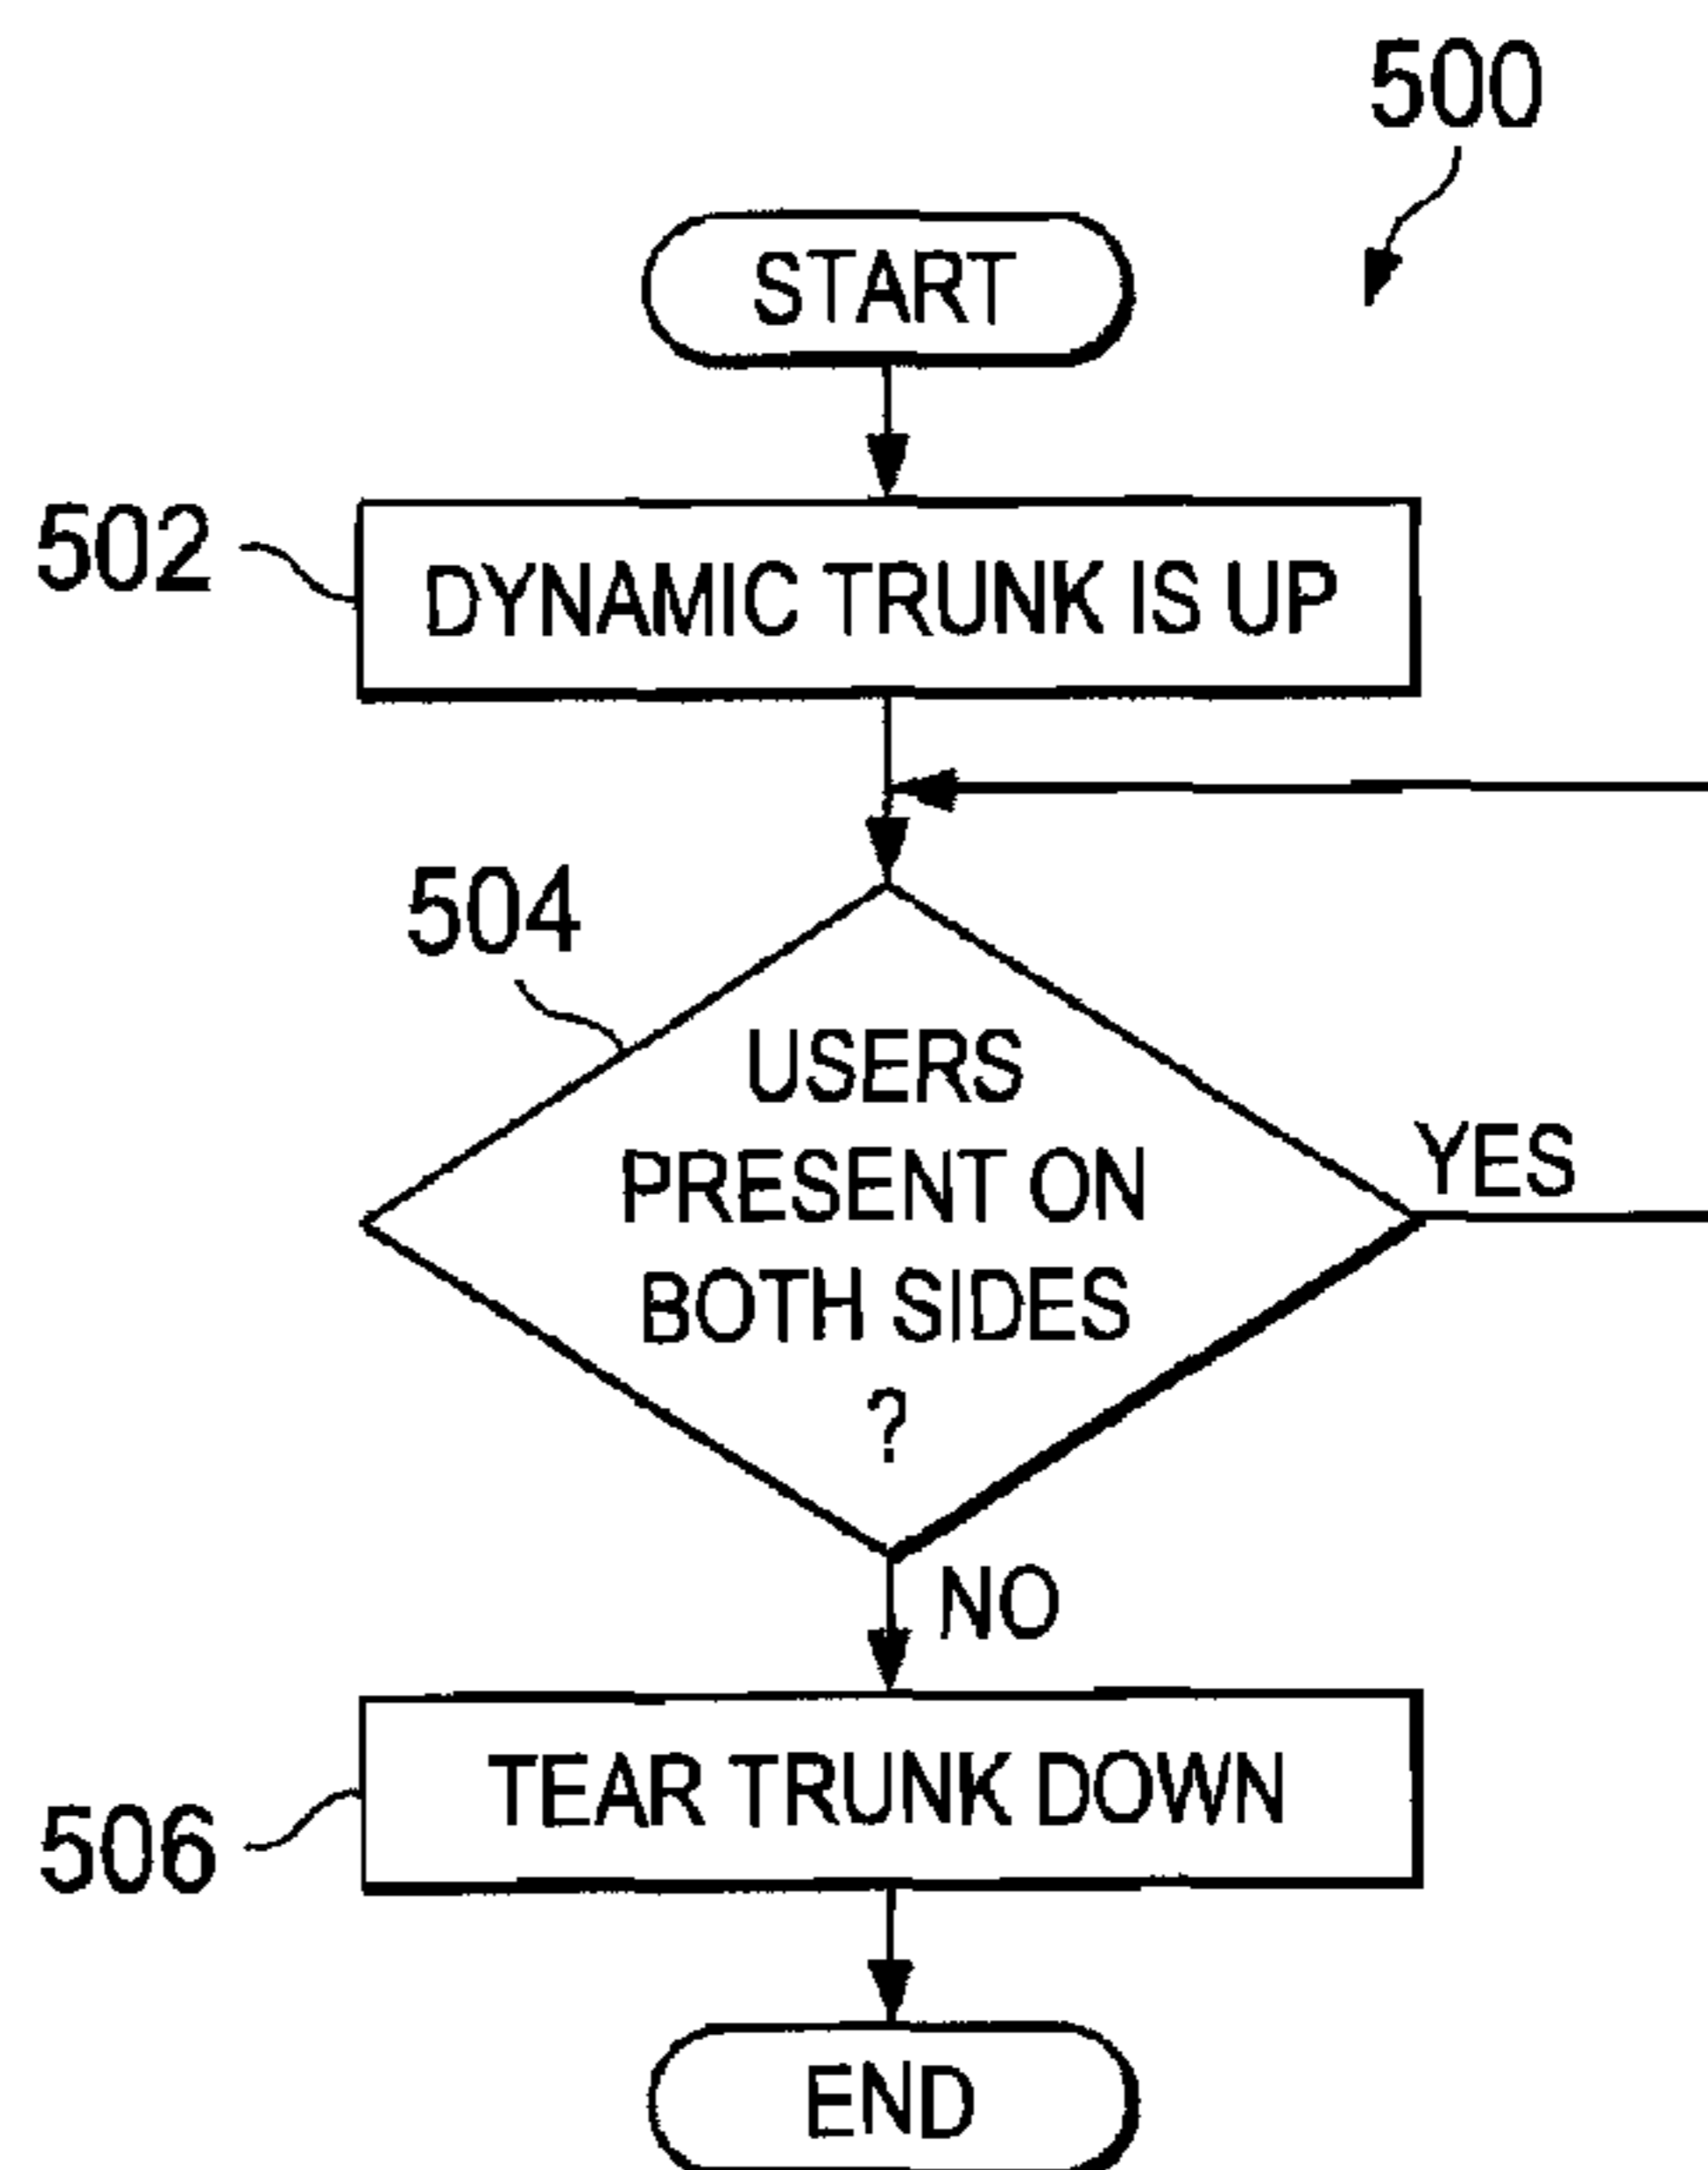 500
START
502
DYNAMIC TRUNK IS UP
504
USERS
PRESENT ON
BOTH SIDES
?
YES
NO
TEAR TRUNK DOWN
506
END